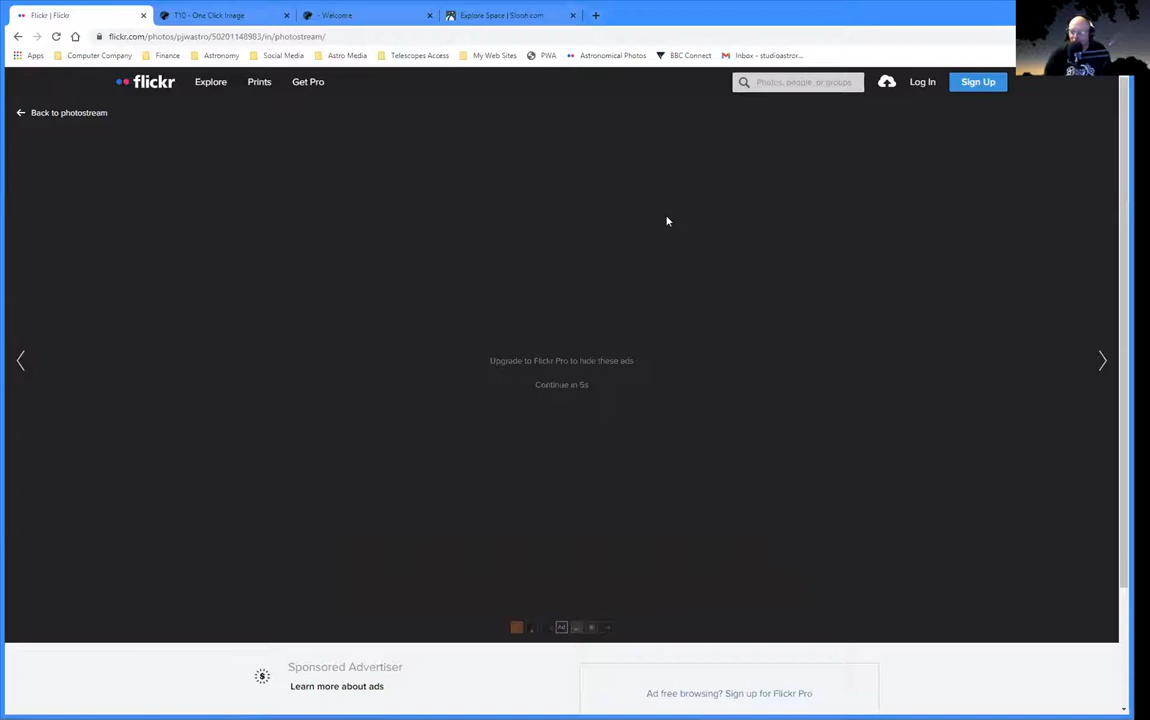 Flickr | Flickr
T10 - One Click Image
- Welcome
Explore Space | Slooh.com
flickr.com/photos/pjwastro/50201148983/in/photostream/
Apps
Computer Company
Finance
Astronomy
Social Media
Astro Media
Telescopes Access
My Web Sites
PWA
Astronomical Photos
BBC Connect
Inbox - studioastror...
flickr
Explore
Prints
Get Pro
Photos, people, or groups
Log In
Sign Up
Back to photostream
Upgrade to Flickr Pro to hide these ads
Continue in 5s
Ad
Sponsored Advertiser
Learn more about ads
Ad free browsing? Sign up for Flickr Pro